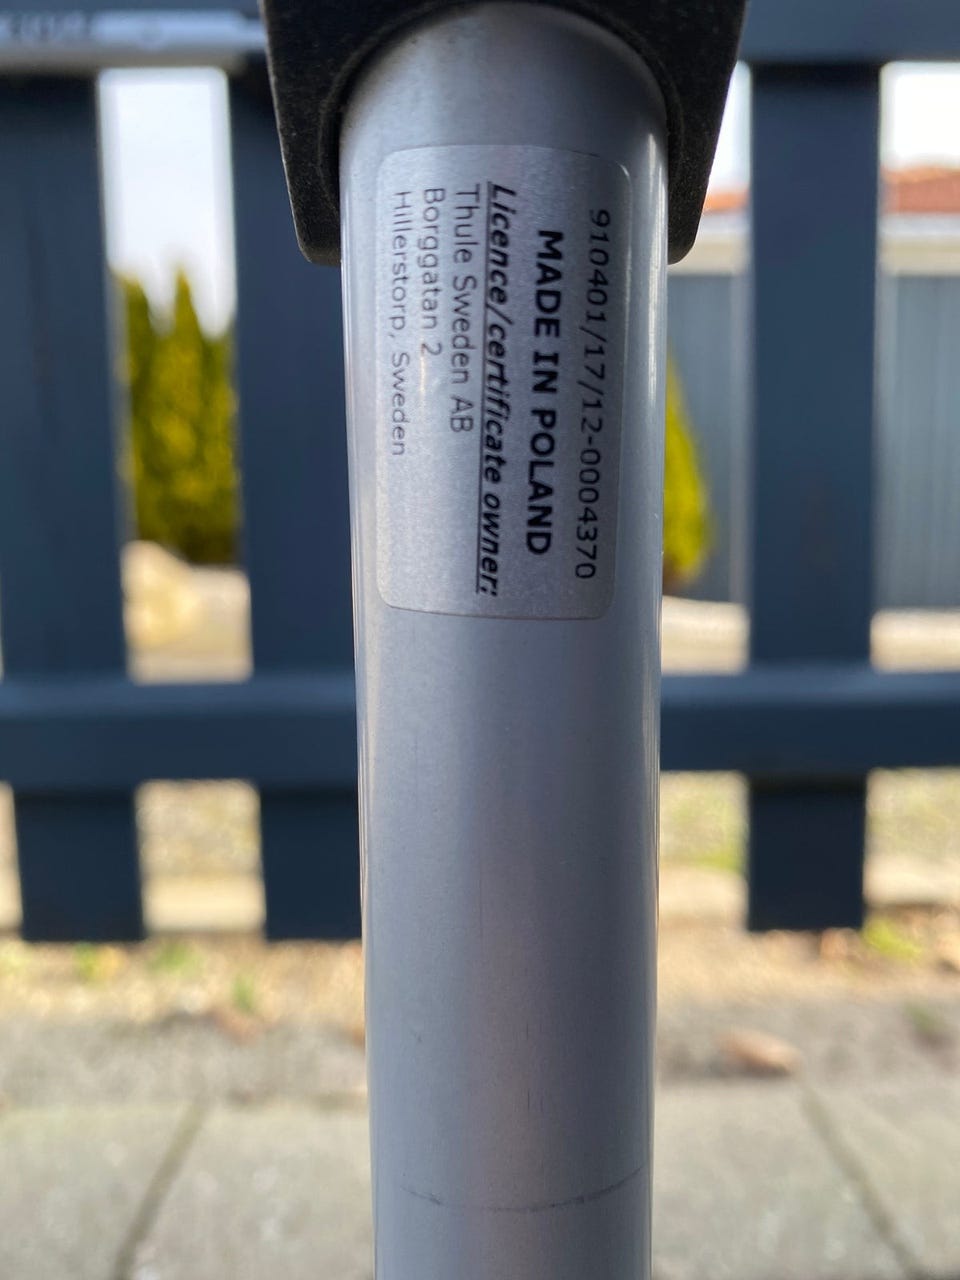 910401/17/12-0004370
MADE IN POLAND
Licence/certificate owner:
Thule Sweden AB
Borggatan 2
Hillerstorp, Sweden